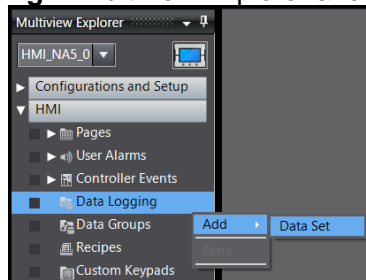 Multiview Explorer
HMI_NA5_0
Configurations and Setup
HMI
Pages
User Alarms
Controller Events
Data Logging
Data Groups
Recipes
Custom Keypads
Add
Data Set
Paste